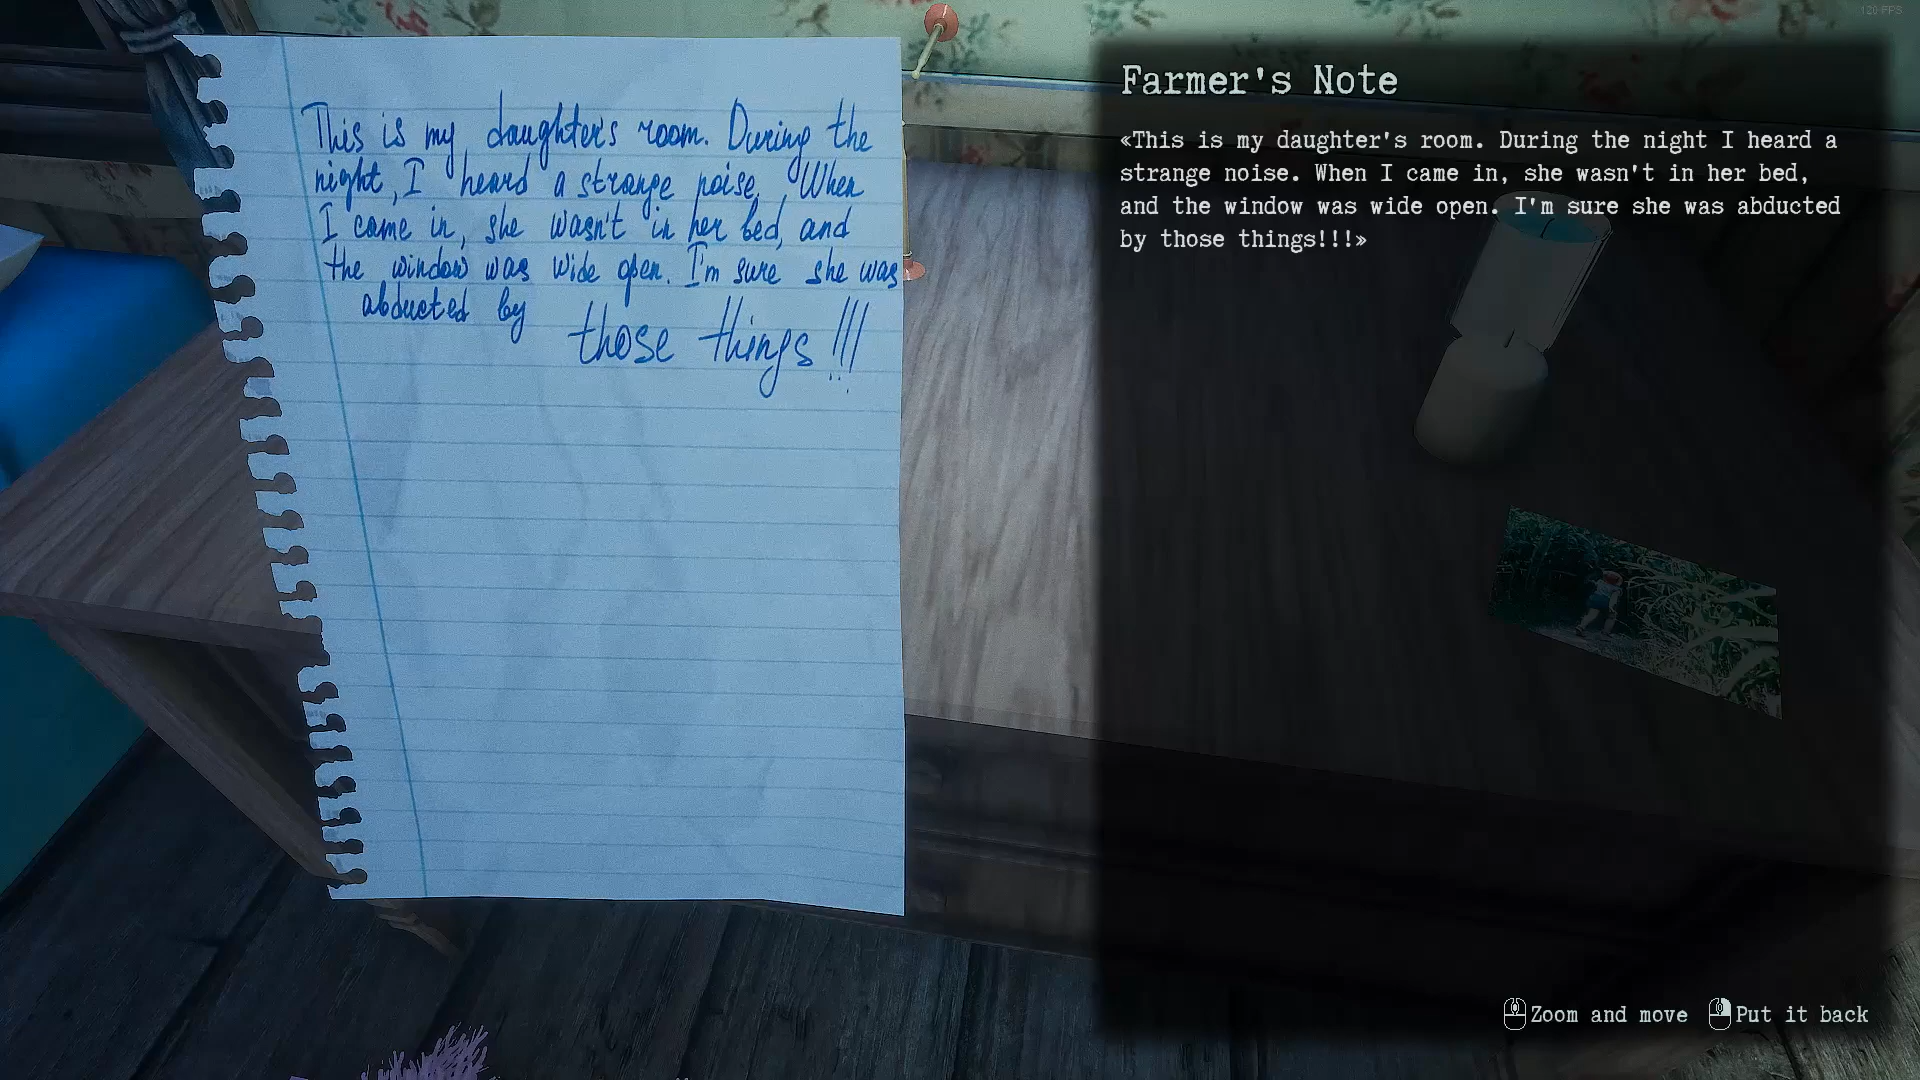 This is my daughter's room. During the
night, I heard a strange noise. When
I came in, she wasn't in her bed, and
the window was wide open. I'm sure she was
abducted by
those things!!!
Farmer's Note
«This is my daughter's room. During the night I heard a
strange noise. When I came in, she wasn't in her bed,
and the window was wide open. I'm sure she was abducted
by those things!!!»
Zoom and move Put it back
126 FPS